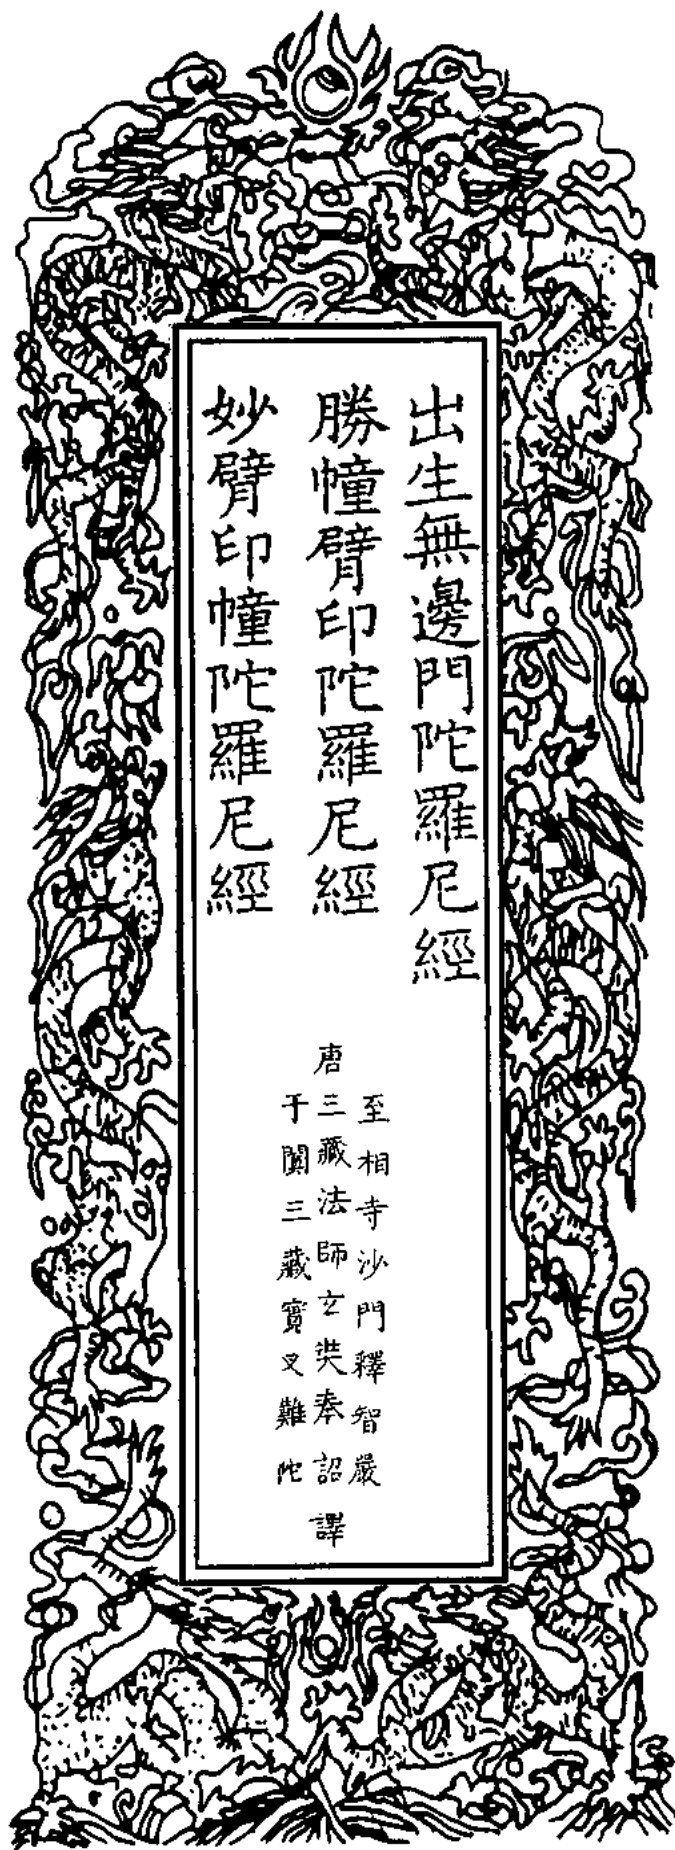 出生無邊門陀羅尼經
勝幢臂印陀羅尼經
妙臂印幢陀羅尼經
唐
至相寺沙門釋智嚴
三藏法師玄奘奉詔
于闐三藏實叉難陀
譯